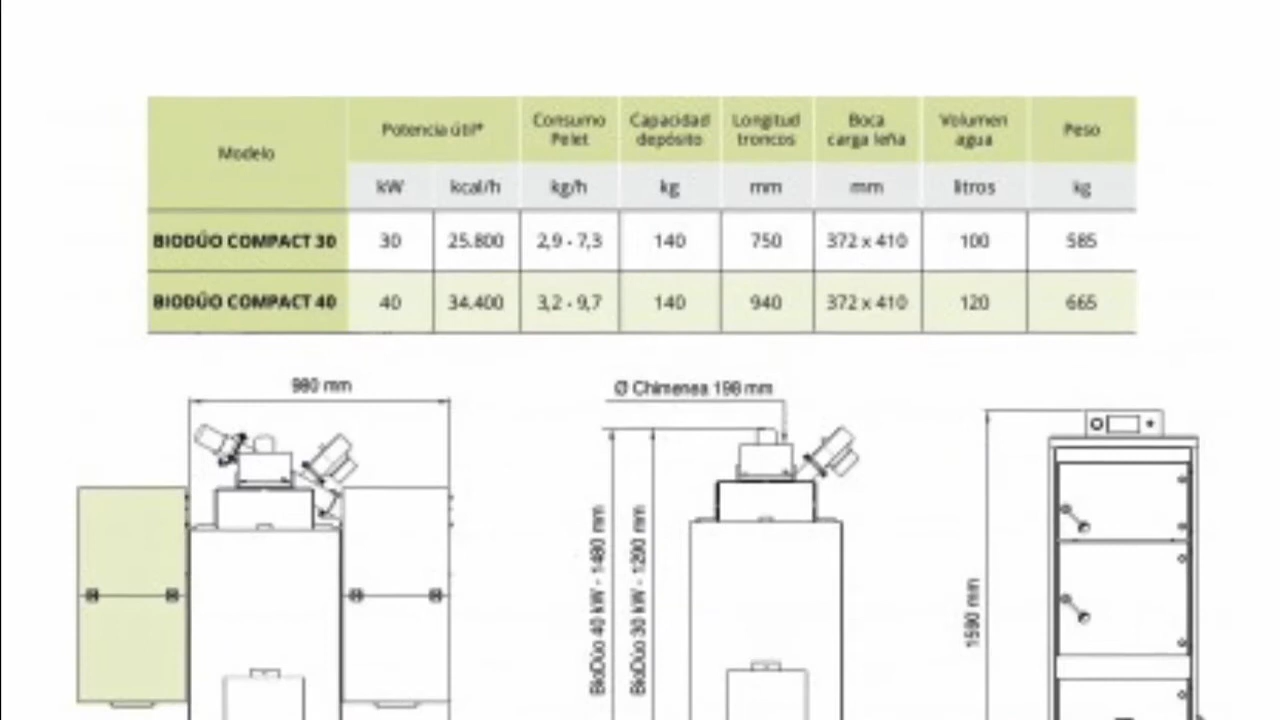 Modelo
Potencia útil*
Consumo
Pelet
Capacidad
depósito
Longitud
troncos
Boca
carga leña
Volumen
agua
Peso
kW kcal/h kg/h kg mm mm litros kg
BIODÚO COMPACT 30 30 25.800 2,9 - 7,3 140 750 372 x 410 100 585
BIODÚO COMPACT 40 40 34.400 3,2 - 9,7 140 940 372 x 410 120 665
980 mm
Ø Chimenea 198 mm
BioDúo 40 kW - 1480 mm
BioDúo 30 kW - 1290 mm
1590 mm